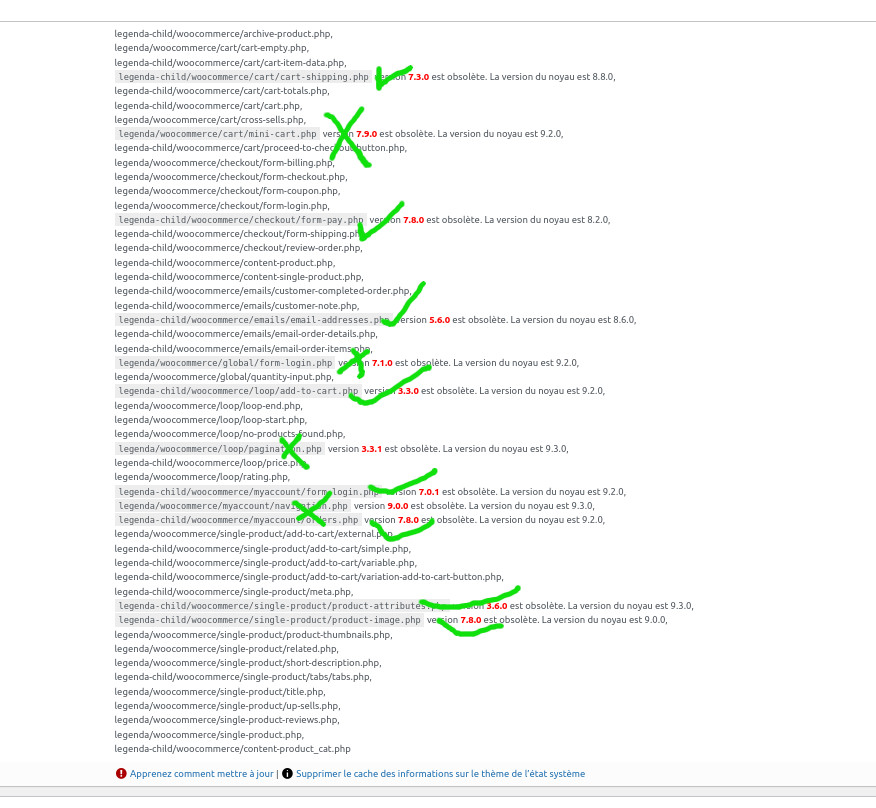 legenda-child/woocommerce/archive-product.php,
legenda/woocommerce/cart/cart-empty.php,
legenda-child/woocommerce/cart/cart-item-data.php,
legenda-child/woocommerce/cart/cart-shipping.php version 7.3.0 est obsolète. La version du noyau est 8.8.0,
legenda-child/woocommerce/cart/cart-totals.php,
legenda-child/woocommerce/cart/cart.php,
legenda/woocommerce/cart/cross-sells.php,
legenda/woocommerce/cart/mini-cart.php version 7.9.0 est obsolète. La version du noyau est 9.2.0,
legenda-child/woocommerce/cart/proceed-to-checkout-button.php,
legenda/woocommerce/checkout/form-billing.php,
legenda-child/woocommerce/checkout/form-checkout.php,
legenda/woocommerce/checkout/form-coupon.php,
legenda/woocommerce/checkout/form-login.php,
legenda-child/woocommerce/checkout/form-pay.php version 7.8.0 est obsolète. La version du noyau est 8.2.0,
legenda-child/woocommerce/checkout/form-shipping.php,
legenda-child/woocommerce/checkout/review-order.php,
legenda/woocommerce/content-product.php,
legenda/woocommerce/content-single-product.php,
legenda-child/woocommerce/emails/customer-completed-order.php,
legenda-child/woocommerce/emails/customer-note.php,
legenda-child/woocommerce/emails/email-addresses.php version 5.6.0 est obsolète. La version du noyau est 8.6.0,
legenda-child/woocommerce/emails/email-order-details.php,
legenda-child/woocommerce/emails/email-order-items.php,
legenda/woocommerce/global/form-login.php version 7.1.0 est obsolète. La version du noyau est 9.2.0,
legenda/woocommerce/global/quantity-input.php,
legenda-child/woocommerce/loop/add-to-cart.php version 3.3.0 est obsolète. La version du noyau est 9.2.0,
legenda/woocommerce/loop/loop-end.php,
legenda/woocommerce/loop/loop-start.php,
legenda/woocommerce/loop/no-products-found.php,
legenda/woocommerce/loop/pagination.php version 3.3.1 est obsolète. La version du noyau est 9.3.0,
legenda-child/woocommerce/loop/price.php,
legenda/woocommerce/loop/rating.php,
legenda-child/woocommerce/myaccount/form-login.php version 7.0.1 est obsolète. La version du noyau est 9.2.0,
legenda/woocommerce/myaccount/navigation.php version 9.0.0 est obsolète. La version du noyau est 9.3.0,
legenda-child/woocommerce/myaccount/orders.php version 7.8.0 est obsolète. La version du noyau est 9.2.0,
legenda/woocommerce/single-product/add-to-cart/external.php,
legenda-child/woocommerce/single-product/add-to-cart/simple.php,
legenda-child/woocommerce/single-product/add-to-cart/variable.php,
legenda-child/woocommerce/single-product/add-to-cart/variation-add-to-cart-button.php,
legenda/woocommerce/single-product/meta.php,
legenda-child/woocommerce/single-product/product-attributes.php version 3.6.0 est obsolète. La version du noyau est 9.3.0,
legenda-child/woocommerce/single-product/product-image.php version 7.8.0 est obsolète. La version du noyau est 9.0.0,
legenda/woocommerce/single-product/product-thumbnails.php,
legenda/woocommerce/single-product/related.php,
legenda/woocommerce/single-product/short-description.php,
legenda-child/woocommerce/single-product/tabs/tabs.php,
legenda/woocommerce/single-product/title.php,
legenda/woocommerce/single-product/up-sells.php,
legenda/woocommerce/single-product-reviews.php,
legenda-child/woocommerce/single-product.php,
legenda-child/woocommerce/content-product_cat.php
Apprenez comment mettre à jour | Supprimer le cache des informations sur le thème de l'état système